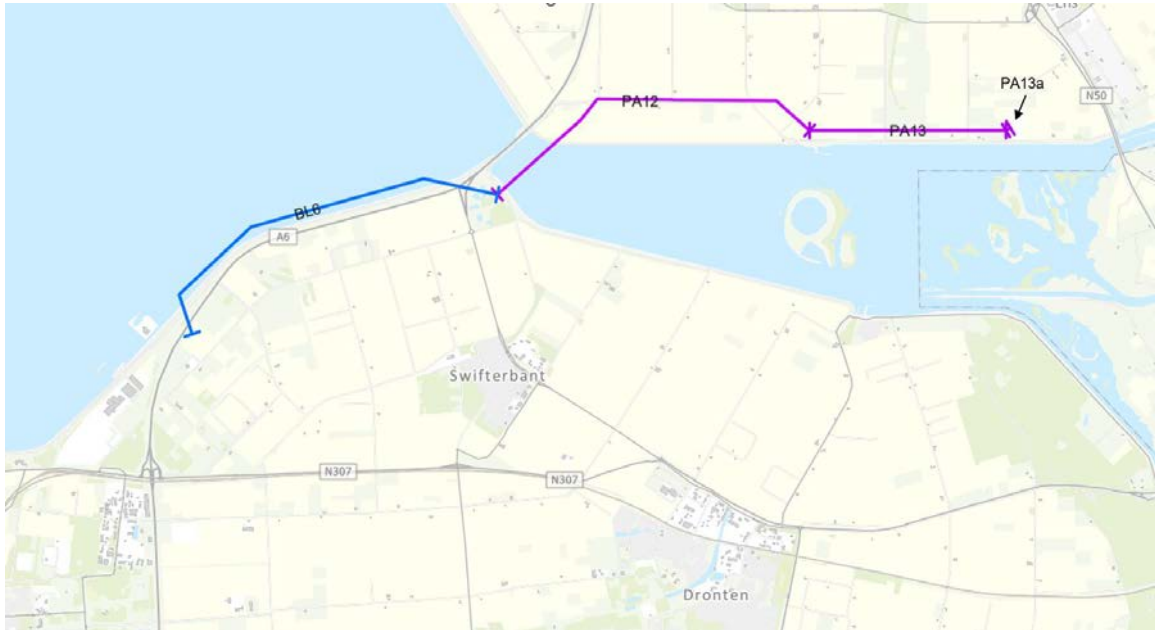 PA13a
N50
PA12
PA13
BL6
A6
Swifterbant
N307
N307
Dronten